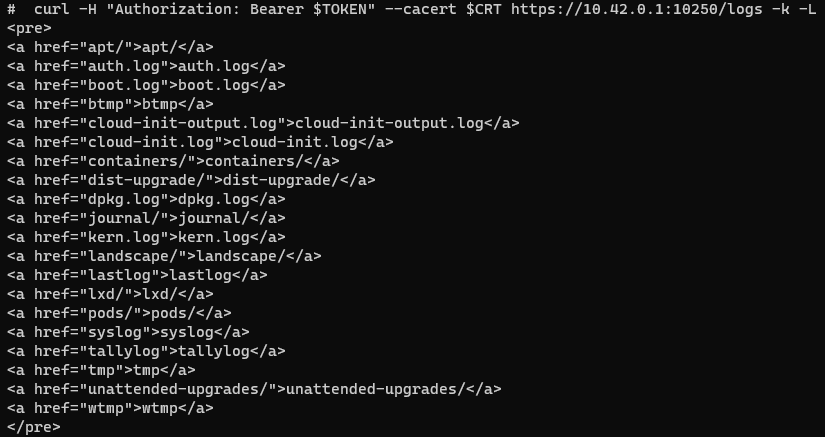 #  curl -H "Authorization: Bearer $TOKEN" --cacert $CRT https://10.42.0.1:10250/logs -k -L
<pre>
<a href="apt/">apt/</a>
<a href="auth.log">auth.log</a>
<a href="boot.log">boot.log</a>
<a href="btmp">btmp</a>
<a href="cloud-init-output.log">cloud-init-output.log</a>
<a href="cloud-init.log">cloud-init.log</a>
<a href="containers/">containers/</a>
<a href="dist-upgrade/">dist-upgrade/</a>
<a href="dpkg.log">dpkg.log</a>
<a href="journal/">journal/</a>
<a href="kern.log">kern.log</a>
<a href="landscape/">landscape/</a>
<a href="lastlog">lastlog</a>
<a href="lxd/">lxd/</a>
<a href="pods/">pods/</a>
<a href="syslog">syslog</a>
<a href="tallylog">tallylog</a>
<a href="tmp">tmp</a>
<a href="unattended-upgrades/">unattended-upgrades/</a>
<a href="wtmp">wtmp</a>
</pre>